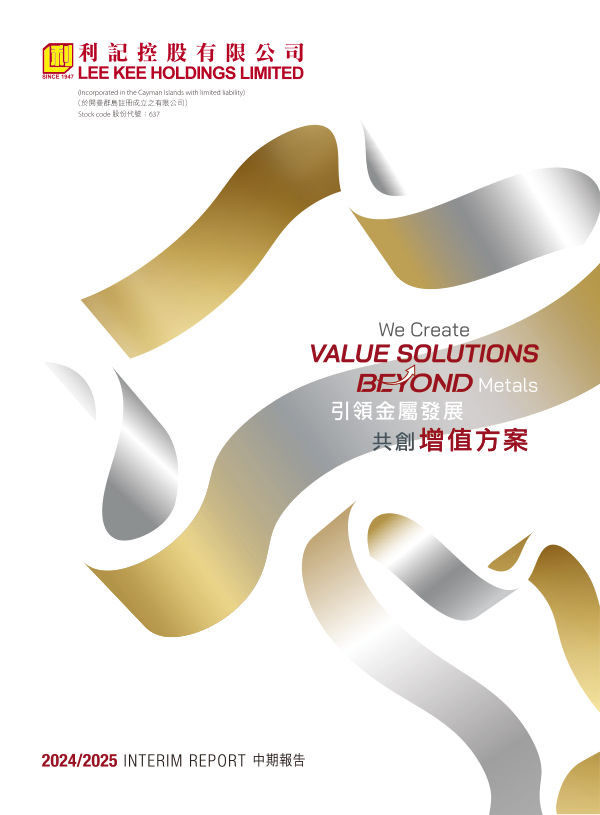 利 利記控股有限公司
SINCE 1947 LEE KEE HOLDINGS LIMITED
(Incorporated in the Cayman Islands with limited liability)
(於開曼群島註冊成立之有限公司)
Stock code 股份代號：637
We Create
VALUE SOLUTIONS
BEYOND Metals
引領金屬發展
共創增值方案
2024/2025 INTERIM REPORT 中期報告